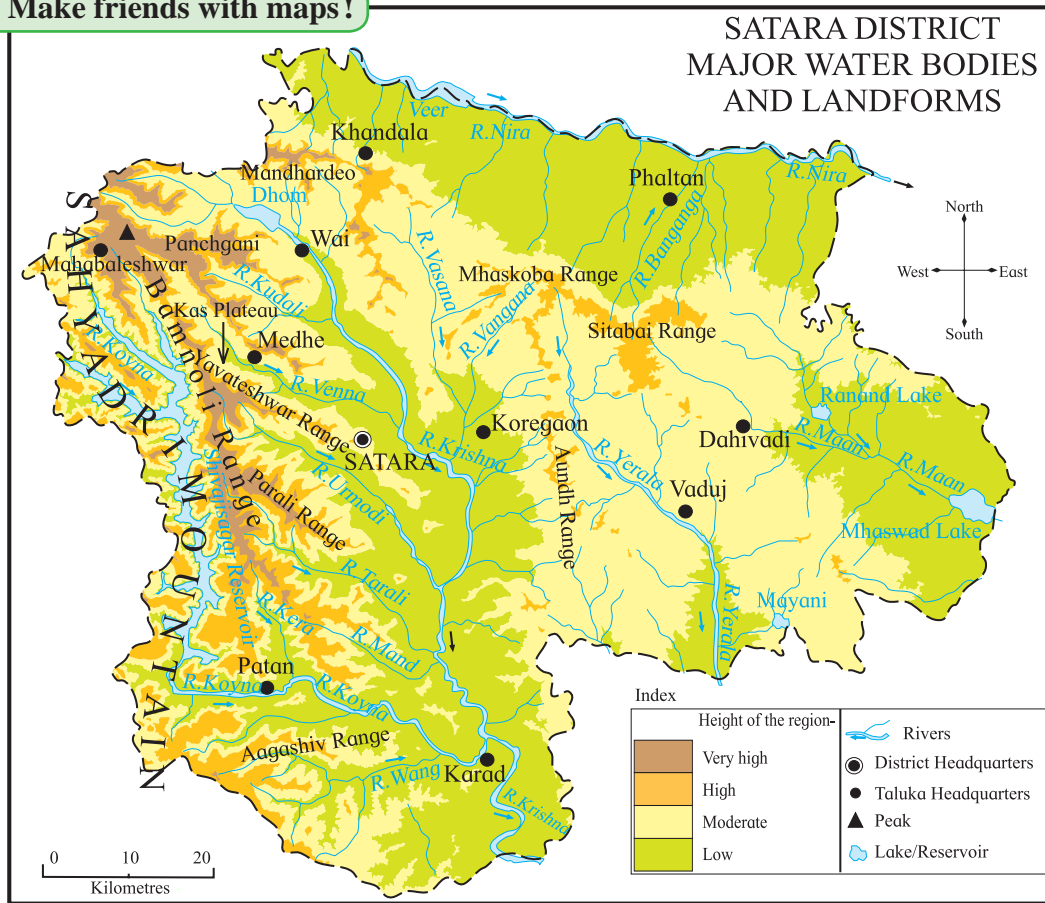 Make friends with maps!
SATARA DISTRICT
MAJOR WATER BODIES
AND LANDFORMS
Veer
R.Nira
Khandala
R.Nira
Mandhardeo
Phaltan
Dhom
North
West
East
South
Panchgani
Wai
Mahabaleshwar
R.Vasana
R.Banganga
Mhaskoba Range
R.Kudali
Kas Plateau
R.Vangana
Sitabai Range
Medhe
R.Koyna
SAHYADRI MOUNTAIN
Bamnoli Range
Yavateshwar Range
R.Venna
Ranand Lake
Koregaon
Dahivadi
R.Maan
SATARA
R.Krishna
R.Yerala
R.Maan
R.Urmodi
Aundh Range
Vaduj
Parali Range
Shivajisagar Reservoir
Mhaswad Lake
R.Tarali
Mayani
R.Kera
R.Mand
R.Yerala
Patan
R.Koyna
R.Koyna
Aagashiv Range
R.Wang
Karad
R.Krishna
Index
Height of the region-
Very high
High
Moderate
Low
Rivers
District Headquarters
Taluka Headquarters
Peak
Lake/Reservoir
0 10 20
Kilometres